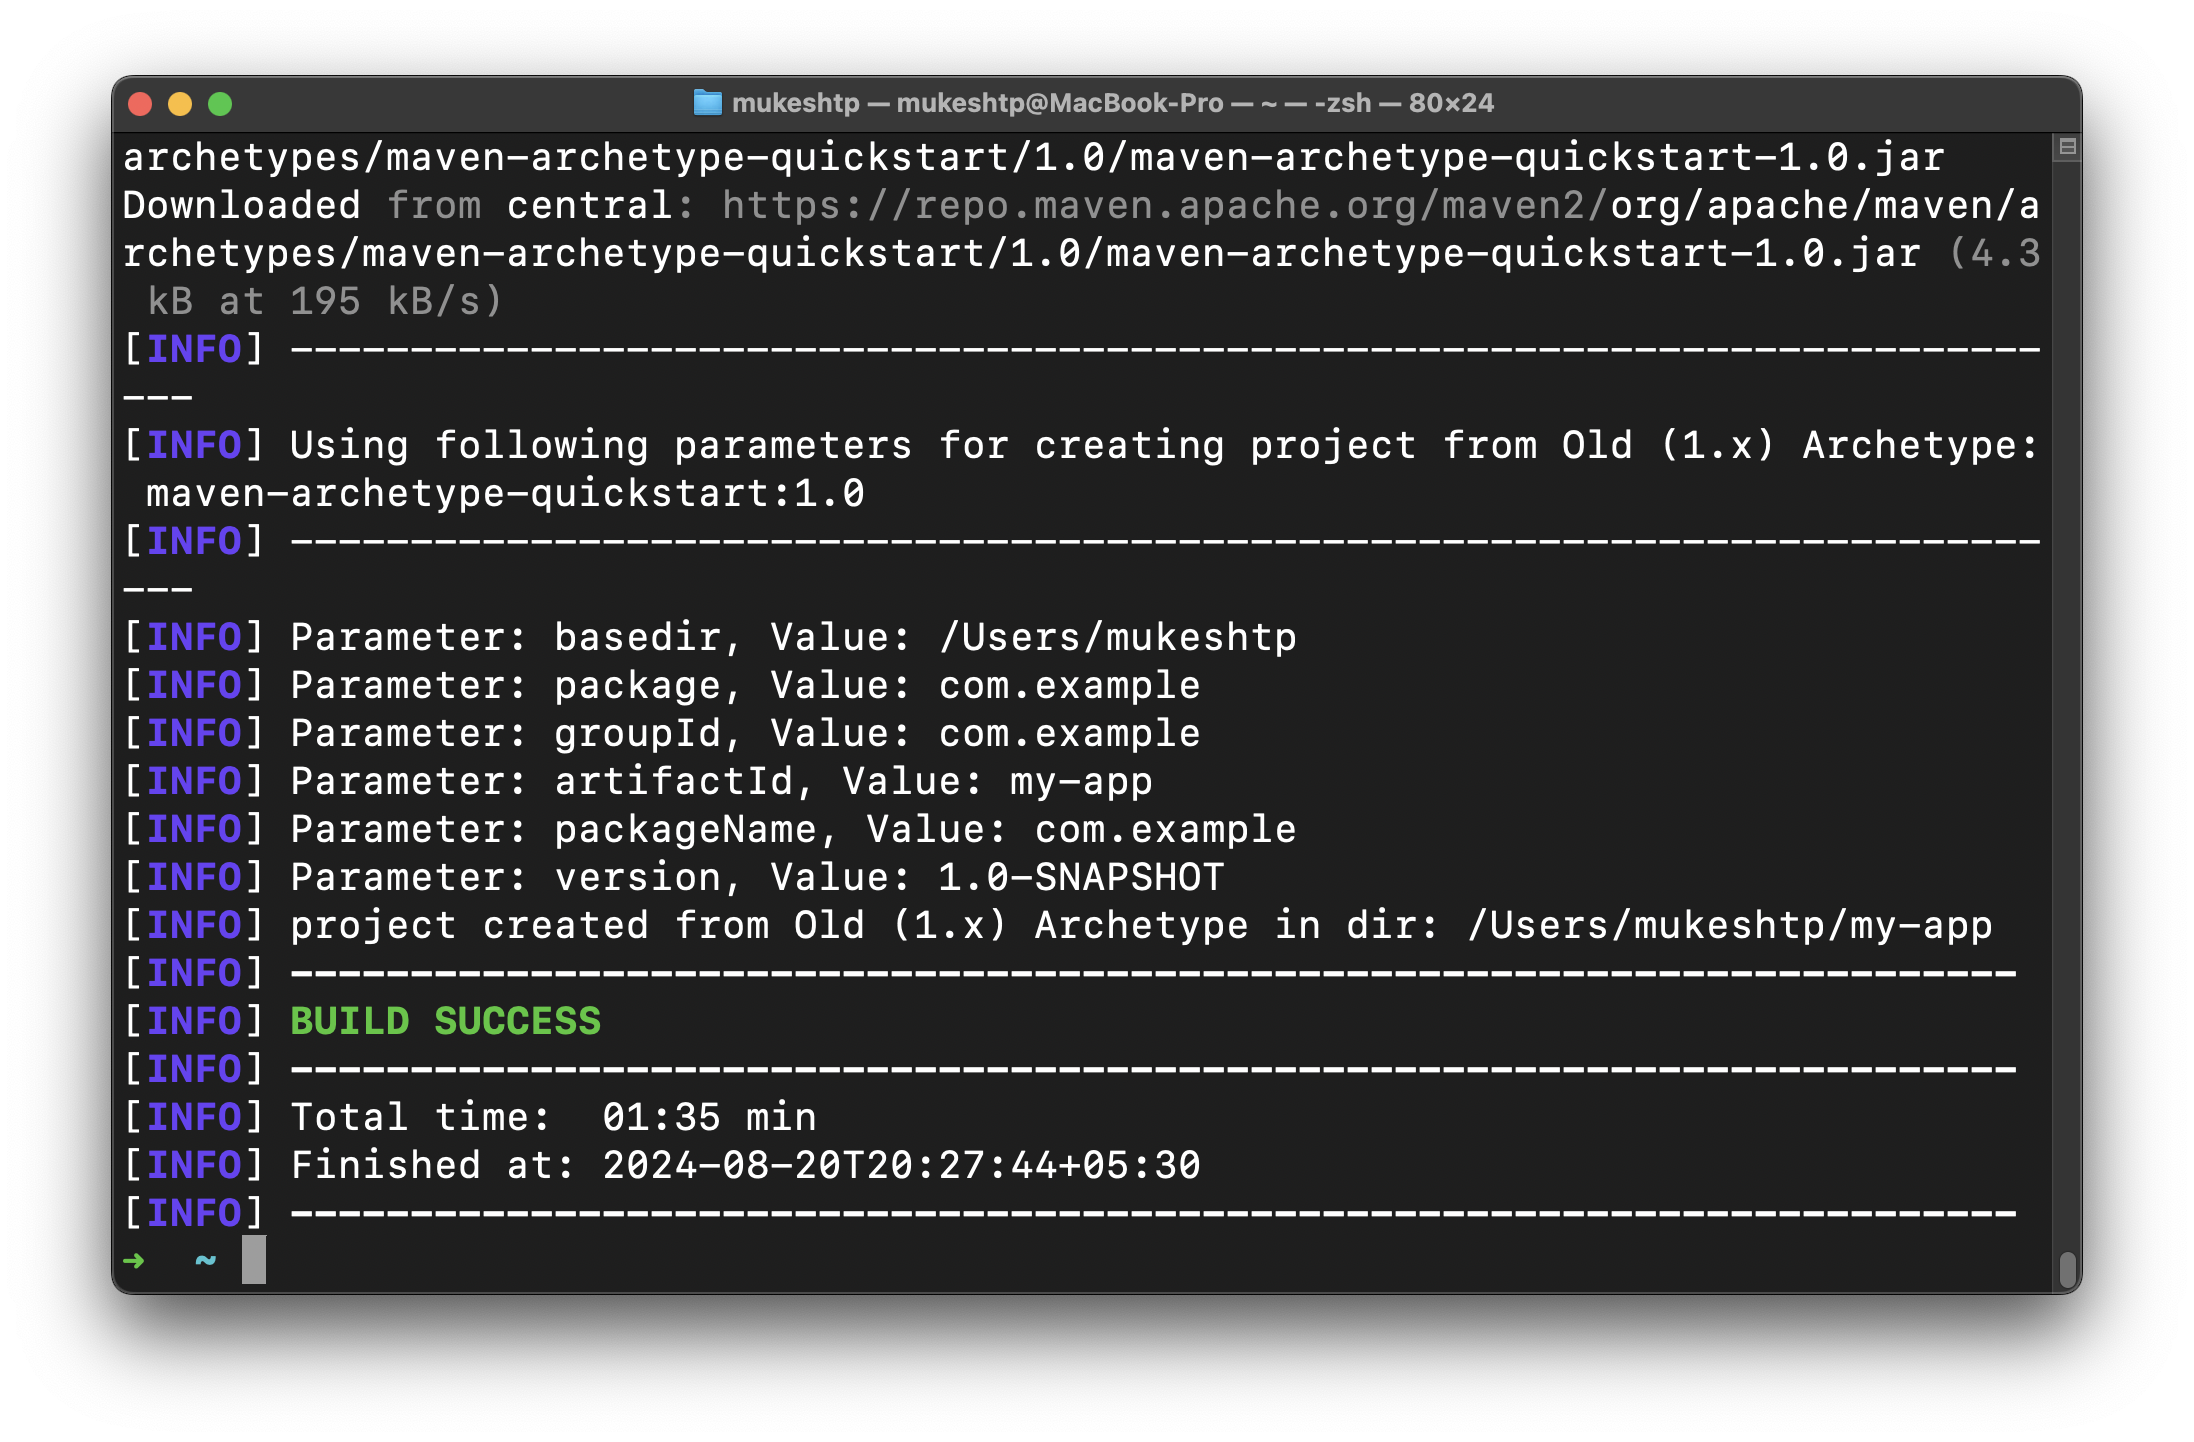 mukeshtp — mukeshtp@MacBook-Pro — ~ — -zsh — 80×24
archetypes/maven-archetype-quickstart/1.0/maven-archetype-quickstart-1.0.jar
Downloaded from central: https://repo.maven.apache.org/maven2/org/apache/maven/a
rchetypes/maven-archetype-quickstart/1.0/maven-archetype-quickstart-1.0.jar (4.3
 kB at 195 kB/s)
[INFO] -------------------------------------------------------------------------
---
[INFO] Using following parameters for creating project from Old (1.x) Archetype:
 maven-archetype-quickstart:1.0
[INFO] -------------------------------------------------------------------------
---
[INFO] Parameter: basedir, Value: /Users/mukeshtp
[INFO] Parameter: package, Value: com.example
[INFO] Parameter: groupId, Value: com.example
[INFO] Parameter: artifactId, Value: my-app
[INFO] Parameter: packageName, Value: com.example
[INFO] Parameter: version, Value: 1.0-SNAPSHOT
[INFO] project created from Old (1.x) Archetype in dir: /Users/mukeshtp/my-app
[INFO] ------------------------------------------------------------------------
[INFO] BUILD SUCCESS
[INFO] ------------------------------------------------------------------------
[INFO] Total time:  01:35 min
[INFO] Finished at: 2024-08-20T20:27:44+05:30
[INFO] ------------------------------------------------------------------------
➜  ~